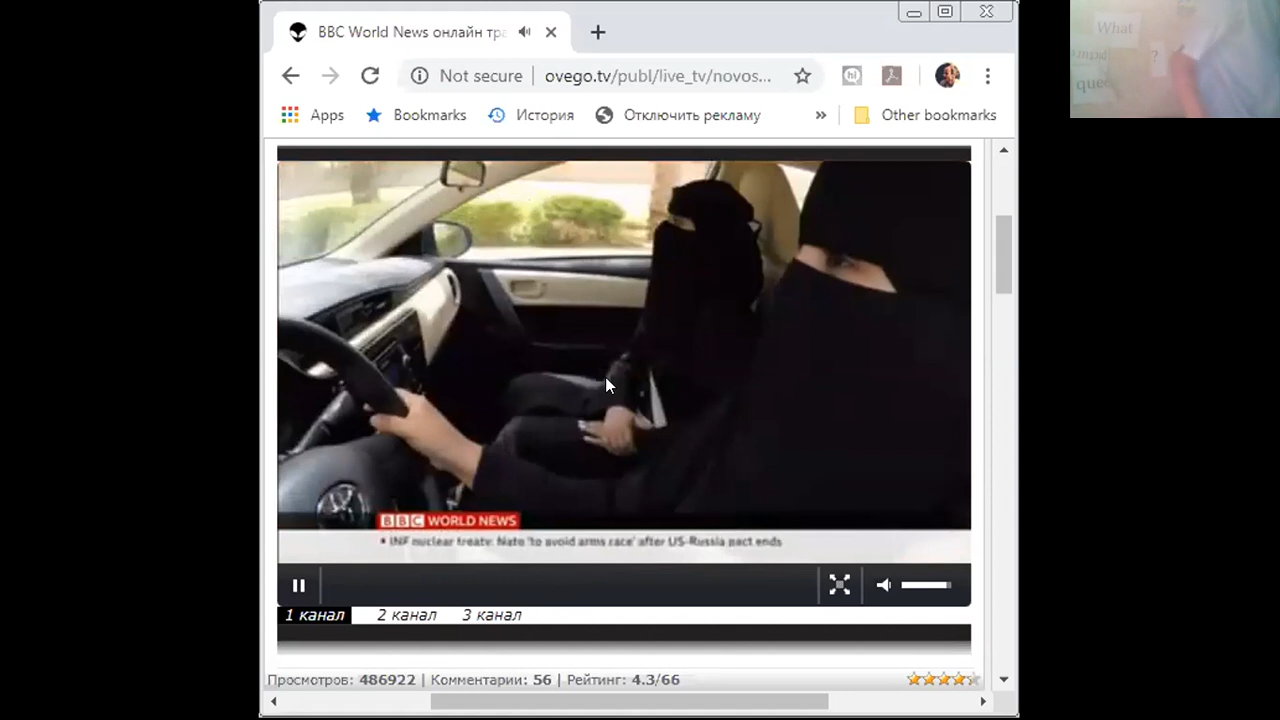 BBC World News онлайн тра
Not secure
ovego.tv/publ/live_tv/novos...
Apps
Bookmarks
История
Отключить рекламу
»
Other bookmarks
BBC WORLD NEWS
• INF nuclear treaty: Nato 'to avoid arms race' after US-Russia pact ends
1 канал 2 канал 3 канал
Просмотров: 486922 | Комментарии: 56 | Рейтинг: 4.3/66
What
?